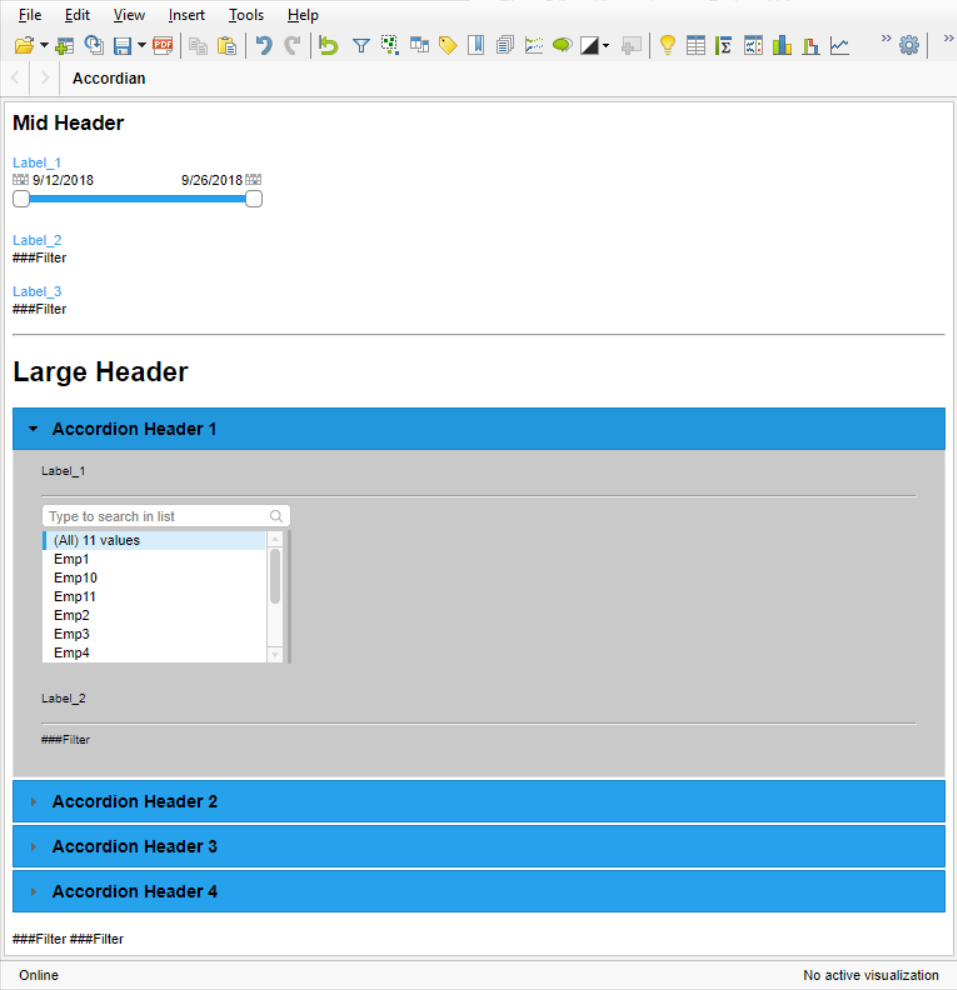 File Edit View Insert Tools Help
PDF
Accordian
Mid Header
Label_1
9/12/2018 9/26/2018
Label_2
###Filter
Label_3
###Filter
Large Header
Accordion Header 1
Label_1
Type to search in list
(All) 11 values
Emp1
Emp10
Emp11
Emp2
Emp3
Emp4
Label_2
###Filter
Accordion Header 2
Accordion Header 3
Accordion Header 4
###Filter ###Filter
Online No active visualization